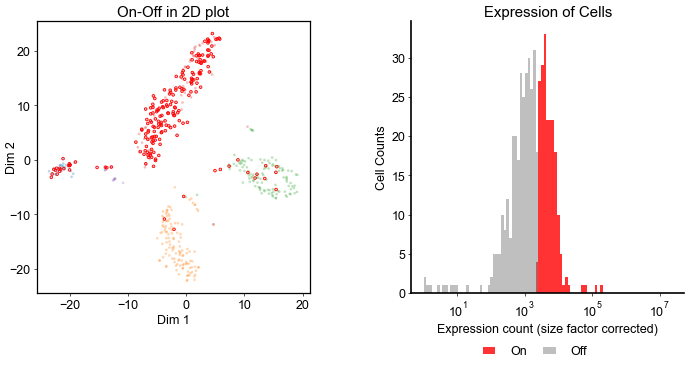 On-Off in 2D plot
20
10
0
−10
−20
Dim 2
−20 −10 0 10 20
Dim 1
Expression of Cells
30
25
20
15
10
5
0
Cell Counts
10^1 10^3 10^5 10^7
Expression count (size factor corrected)
On Off